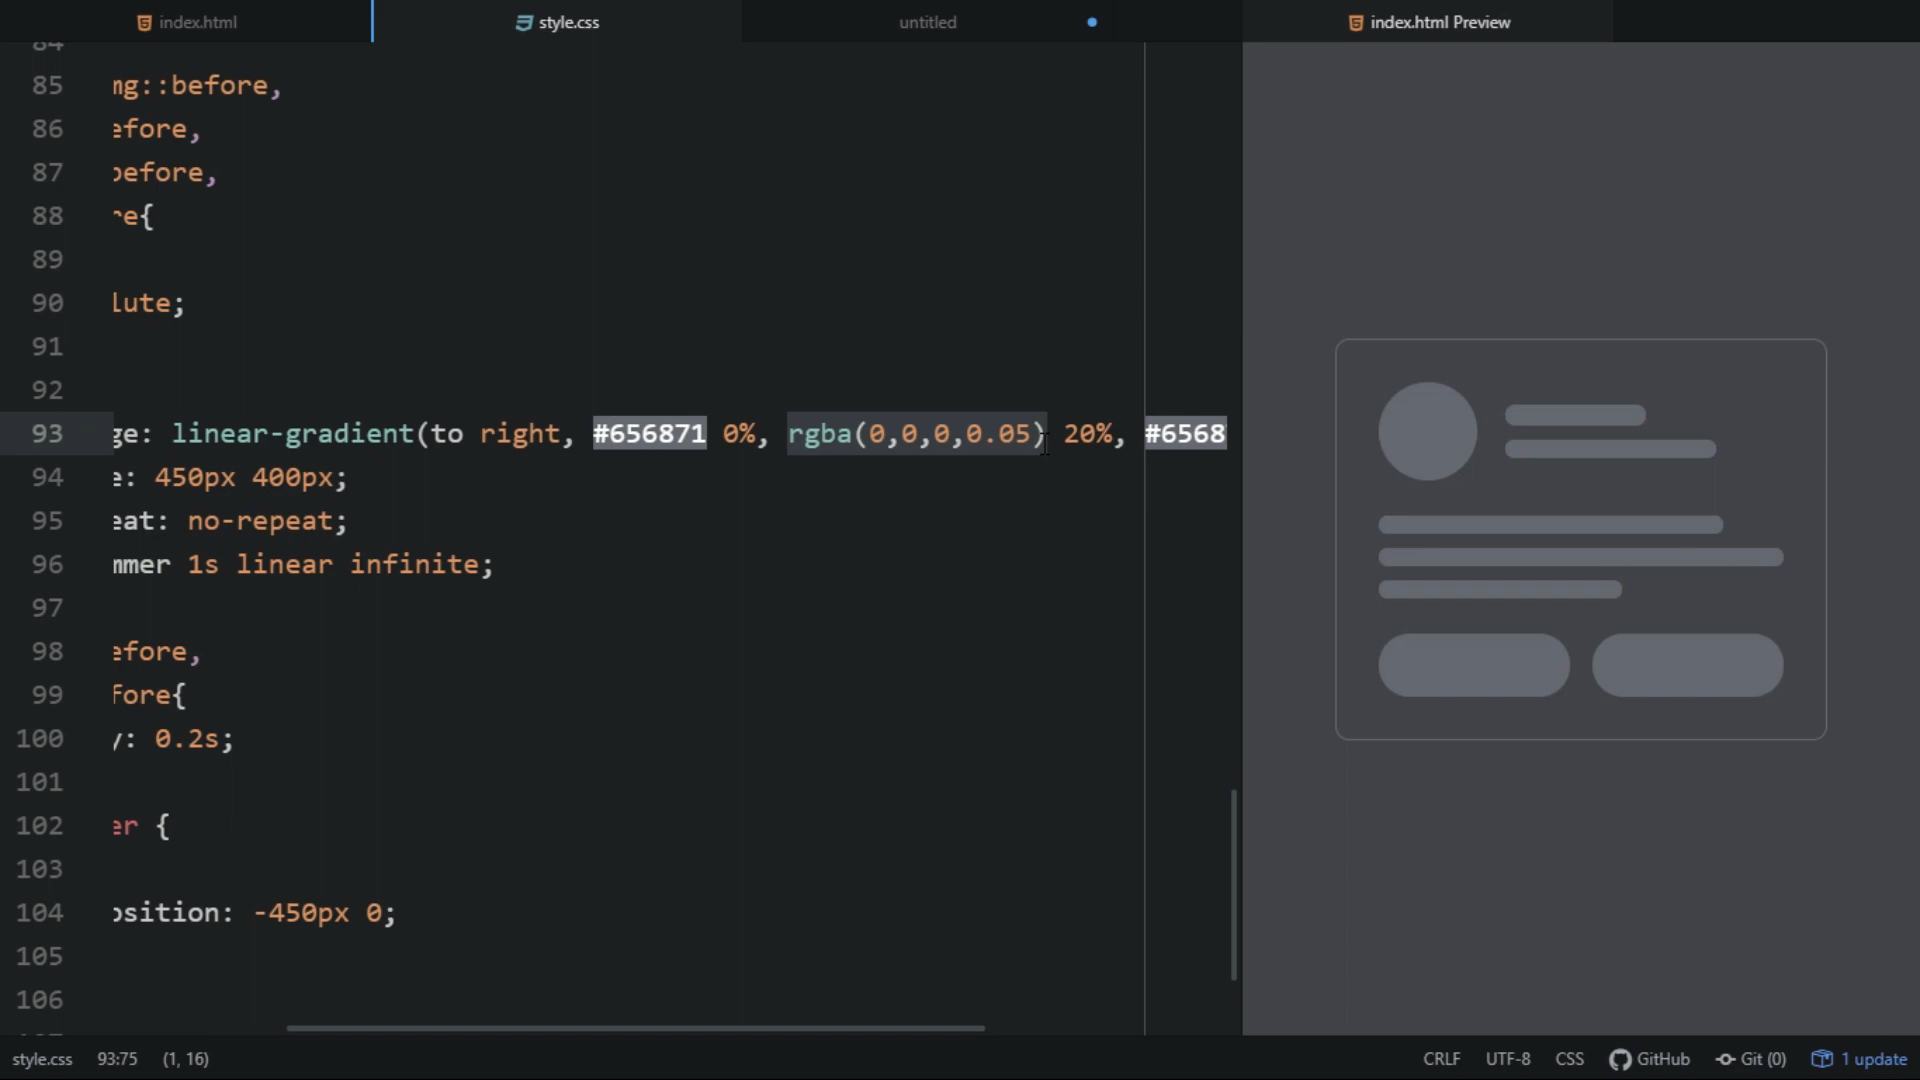 index.html
style.css
untitled
index.html Preview
84
85 mg::before,
86 efore,
87 before,
88 re{
89
90 lute;
91
92
93 ge: linear-gradient(to right, #656871 0%, rgba(0,0,0,0.05) 20%, #6568
94 e: 450px 400px;
95 eat: no-repeat;
96 mmer 1s linear infinite;
97
98 efore,
99 fore{
100 y: 0.2s;
101
102 er {
103
104 osition: -450px 0;
105
106
style.css 93:75 (1, 16)
CRLF UTF-8 CSS GitHub Git (0) 1 update